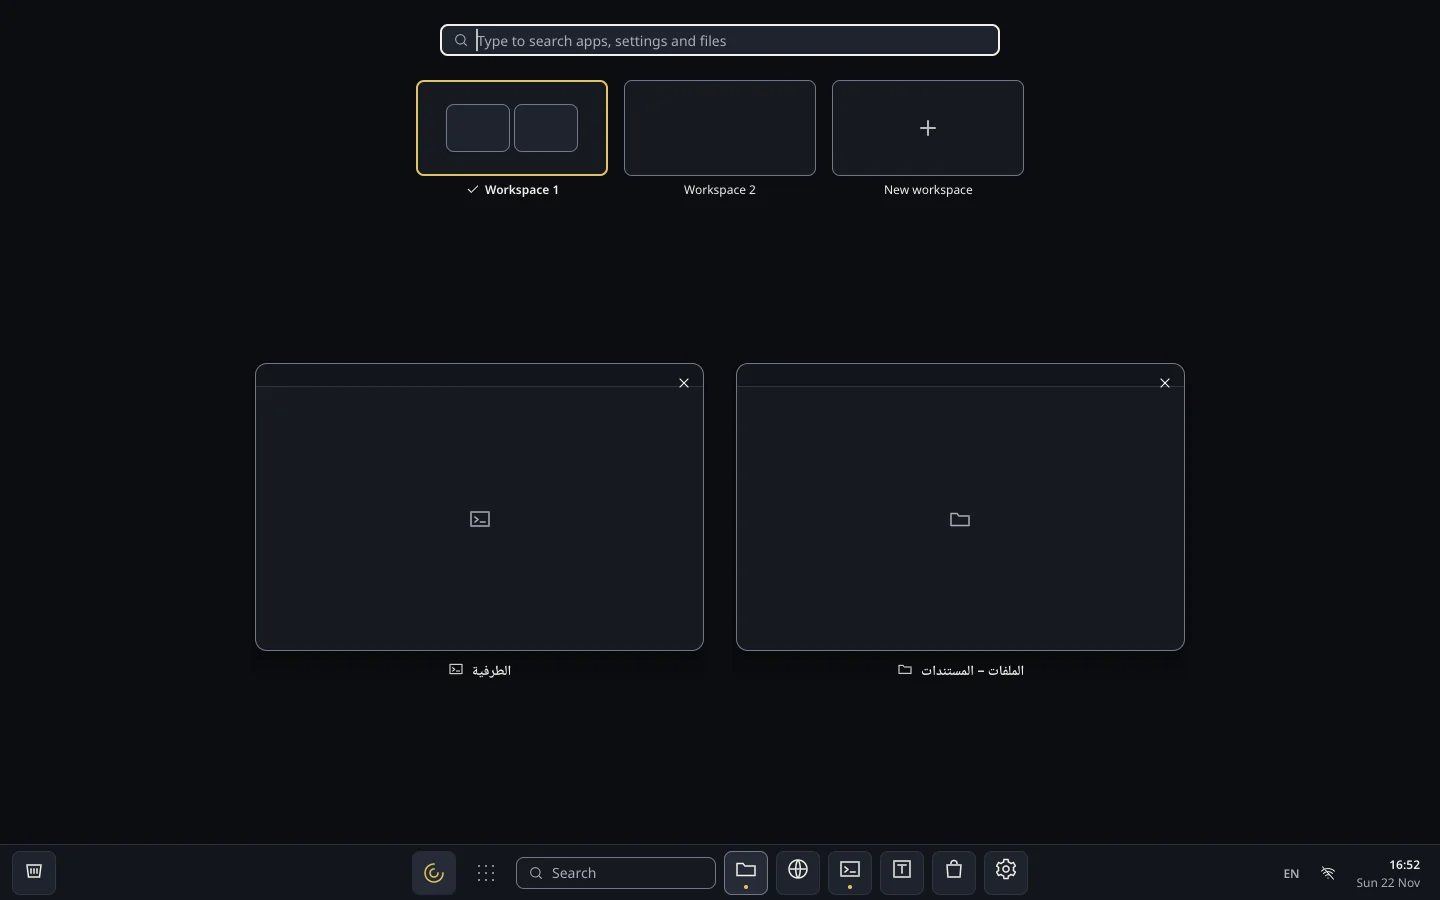 Type to search apps, settings and files
Workspace 1
Workspace 2
New workspace
الطرفية
الملفات – المستندات
Search
EN
16:52
Sun 22 Nov